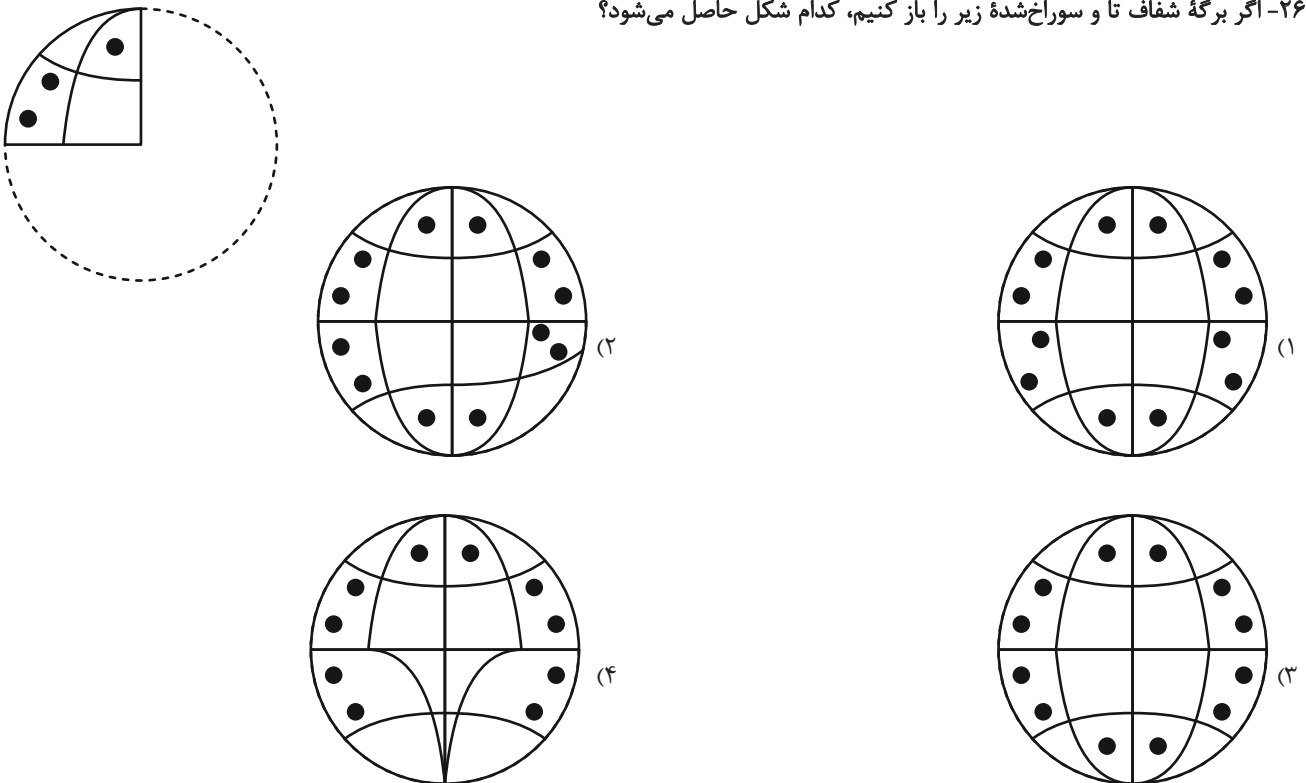 ۲۶- اگر برگهٔ شفاف تا و سوراخ‌شدهٔ زیر را باز کنیم، کدام شکل حاصل می‌شود؟
۱)
۲)
۳)
۴)